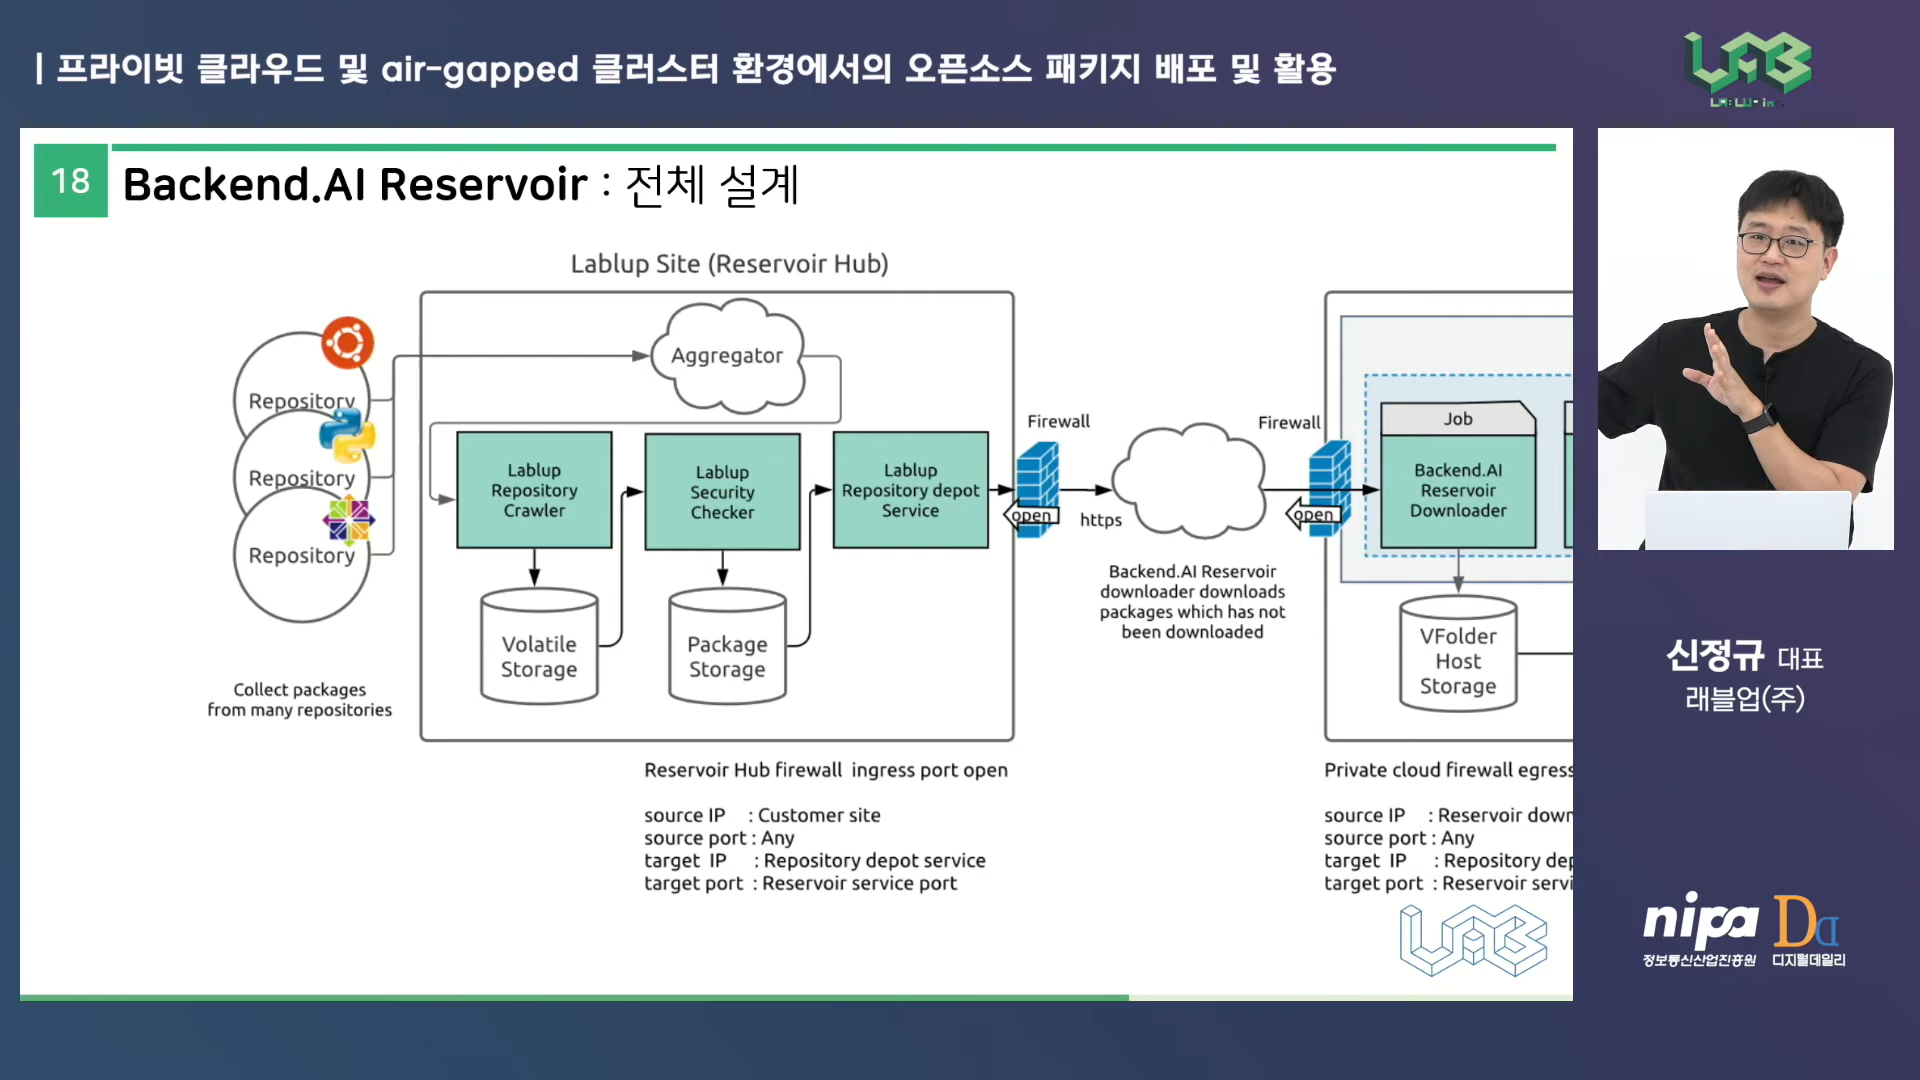 | 프라이빗 클라우드 및 air-gapped 클러스터 환경에서의 오픈소스 패키지 배포 및 활용
18
Backend.AI Reservoir : 전체 설계
Lablup Site (Reservoir Hub)
Repository
Repository
Repository
Collect packages
from many repositories
Aggregator
Lablup
Repository
Crawler
Lablup
Security
Checker
Lablup
Repository depot
Service
Volatile
Storage
Package
Storage
Firewall
open
https
Firewall
open
Backend.AI Reservoir
downloader downloads
packages which has not
been downloaded
Job
Backend.AI
Reservoir
Downloader
VFolder
Host
Storage
Reservoir Hub firewall ingress port open
source IP : Customer site
source port : Any
target IP : Repository depot service
target port : Reservoir service port
Private cloud firewall egress
source IP : Reservoir down
source port : Any
target IP : Repository dep
target port : Reservoir servi
LAB
LAB
신정규 대표
래블업(주)
nipa
정보통신산업진흥원
DD
디지털데일리